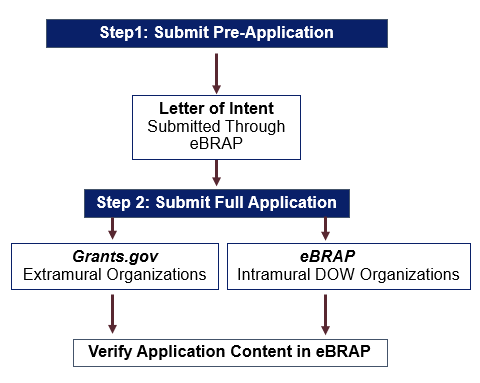 Step1: Submit Pre-Application
Letter of Intent
Submitted Through
eBRAP
Step 2: Submit Full Application
Grants.gov
Extramural Organizations
eBRAP
Intramural DOW Organizations
Verify Application Content in eBRAP